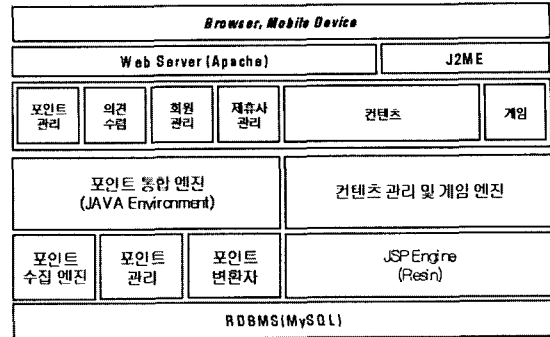 Browser, Mobile Device
Web Server (Apache)
J2ME
포인트
관리
의견
수렴
회원
관리
제휴사
관리
컨텐츠
게임
포인트 통합 엔진
(JAVA Environment)
컨텐츠 관리 및 게임 엔진
포인트
수집 엔진
포인트
관리
포인트
변환자
JSP Engine
(Resin)
RDBMS(MySQL)